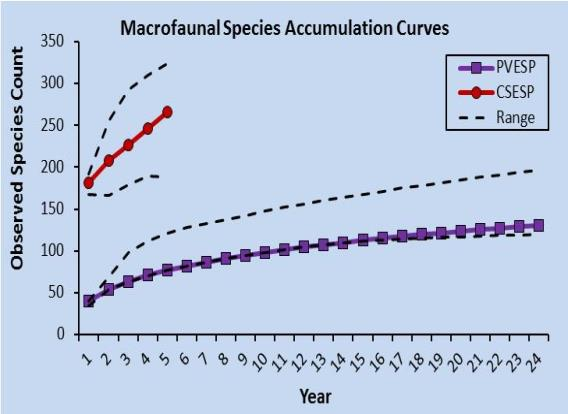 Macrofaunal Species Accumulation Curves
Observed Species Count
350
300
250
200
150
100
50
0
PVESP
CSESP
Range
1 2 3 4 5 6 7 8 9 10 11 12 13 14 15 16 17 18 19 20 21 22 23 24
Year